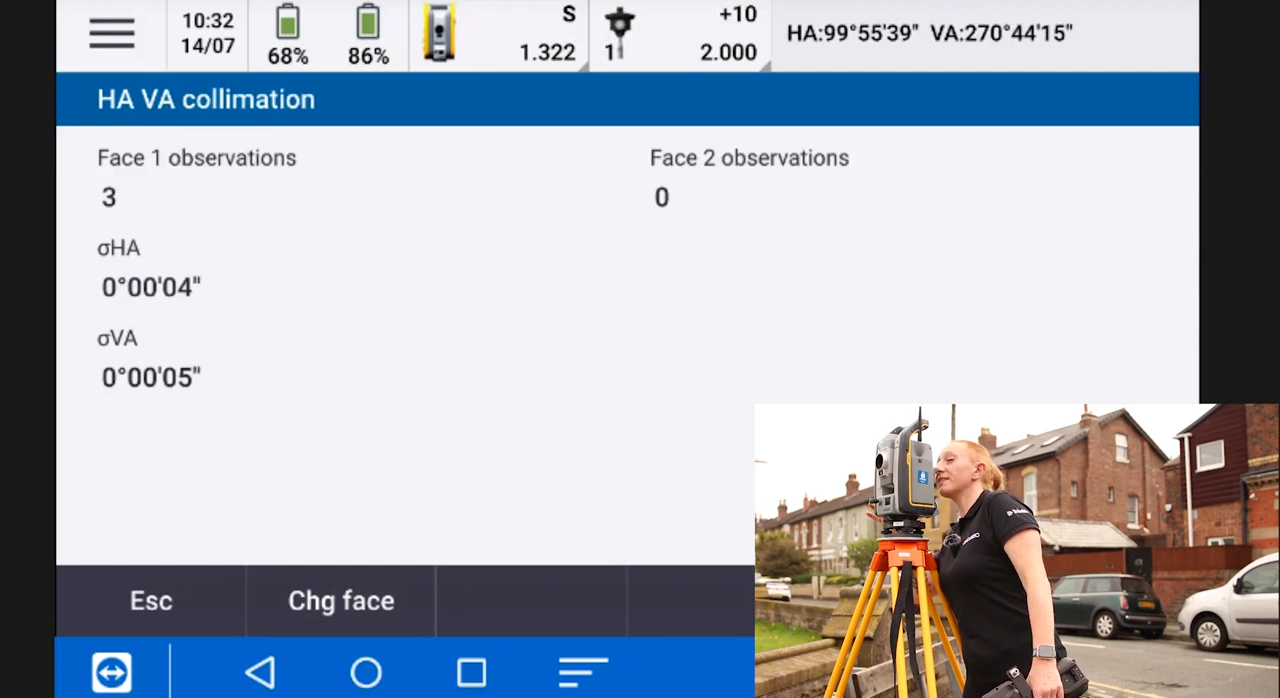 10:32
14/07
68%
86%
S
1.322
1
+10
2.000
HA:99°55'39" VA:270°44'15"
HA VA collimation
Face 1 observations
3
Face 2 observations
0
σHA
0°00'04"
σVA
0°00'05"
Esc
Chg face